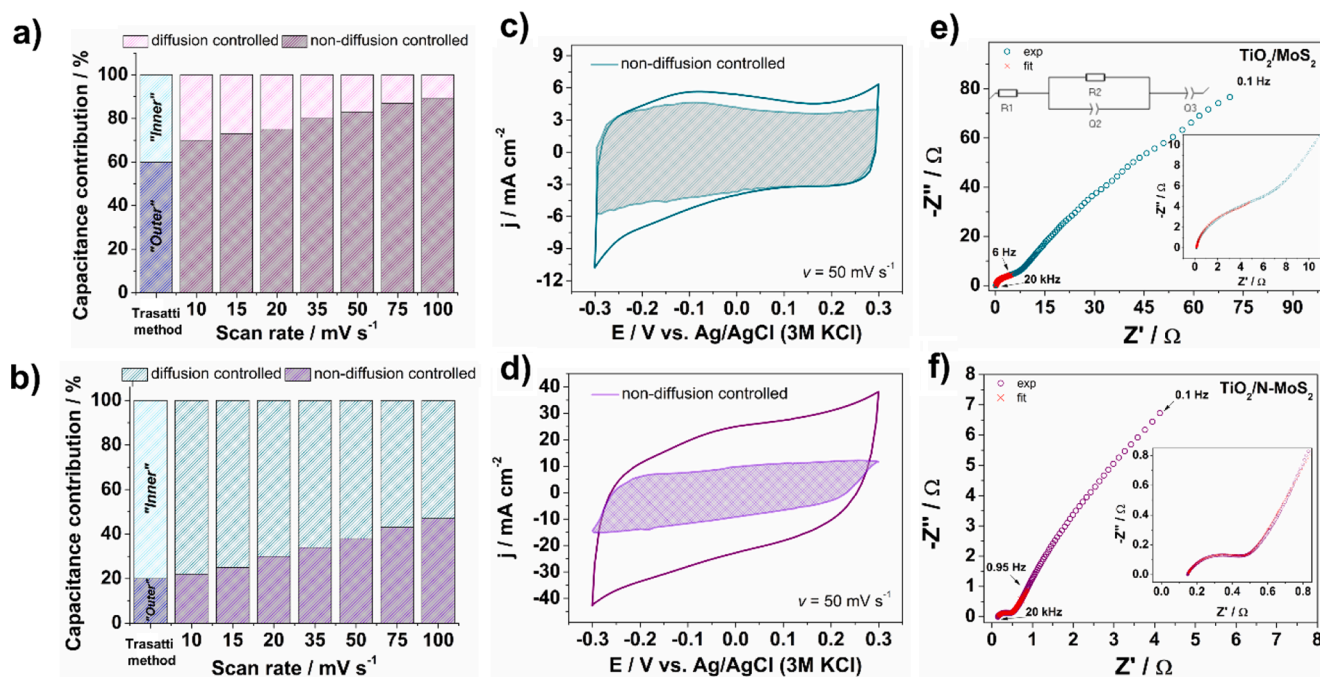 a)
diffusion controlled non-diffusion controlled
Capacitance contribution / %
100
80
60
40
20
0
"Inner"
"Outer"
Trasatti
method
10 15 20 35 50 75 100
Scan rate / mV s⁻¹
b)
diffusion controlled non-diffusion controlled
Capacitance contribution / %
100
80
60
40
20
0
"Inner"
"Outer"
Trasatti
method
10 15 20 35 50 75 100
Scan rate / mV s⁻¹
c)
non-diffusion controlled
j / mA cm⁻²
9
6
3
0
-3
-6
-9
-12
ν = 50 mV s⁻¹
-0.3 -0.2 -0.1 0.0 0.1 0.2 0.3
E / V vs. Ag/AgCl (3M KCl)
d)
non-diffusion controlled
j / mA cm⁻²
40
30
20
10
0
-10
-20
-30
-40
ν = 50 mV s⁻¹
-0.3 -0.2 -0.1 0.0 0.1 0.2 0.3
E / V vs. Ag/AgCl (3M KCl)
e)
exp
fit
TiO₂/MoS₂
0.1 Hz
R1
R2
Q2
Q3
-Z'' / Ω
80
60
40
20
0
6 Hz
20 kHz
-Z'' / Ω
10
8
6
4
2
0
0 2 4 6 8 10
Z' / Ω
0 15 30 45 60 75 90
Z' / Ω
f)
exp
fit
TiO₂/N-MoS₂
0.1 Hz
-Z'' / Ω
8
7
6
5
4
3
2
1
0
0.95 Hz
20 kHz
-Z'' / Ω
0.8
0.6
0.4
0.2
0.0
0.0 0.2 0.4 0.6 0.8
Z' / Ω
0 1 2 3 4 5 6 7 8
Z' / Ω